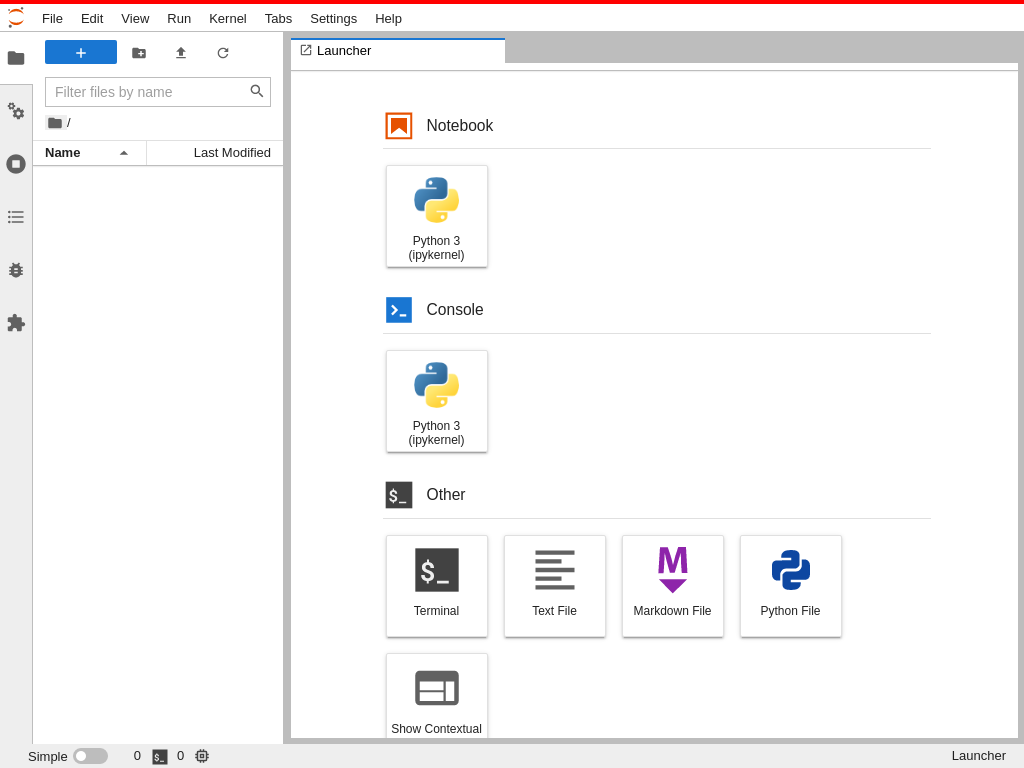 File Edit View Run Kernel Tabs Settings Help
Launcher
Filter files by name
/
Name Last Modified
Notebook
Python 3
(ipykernel)
Console
Python 3
(ipykernel)
$_ Other
$_
Terminal
Text File
M
Markdown File
Python File
Show Contextual
Simple 0 $_ 0 Launcher